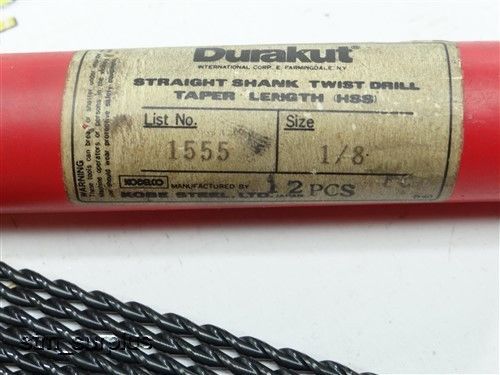 Durakut®
INTERNATIONAL CORP., E. FARMINGDALE, N.Y.
STRAIGHT SHANK TWIST DRILL
TAPER LENGTH (HSS)
List No. Size
1555 1/8
12 PCS
KOBELCO MANUFACTURED BY
KOBE STEEL, LTD. JAPAN
WARNING